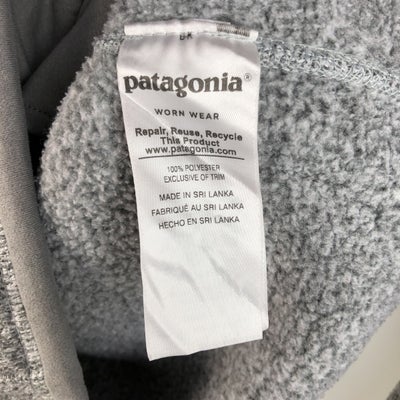 patagonia®
WORN WEAR
Repair, Reuse, Recycle
This Product
www.patagonia.com
100% POLYESTER
EXCLUSIVE OF TRIM
MADE IN SRI LANKA
FABRIQUÉ AU SRI LANKA
HECHO EN SRI LANKA